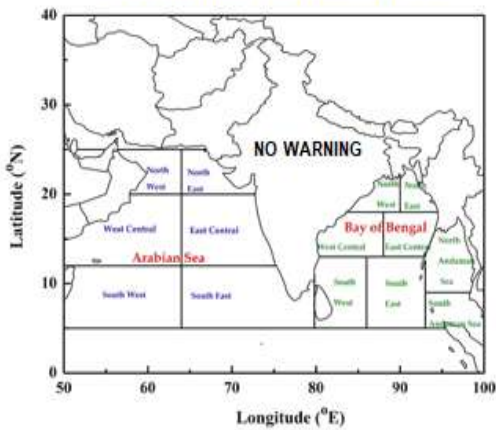 40
30
20
10
0
Latitude (°N)
NO WARNING
North West
North East
North West
North East
West Central
East Central
Arabian Sea
Bay of Bengal
West Central
East Central
North Andaman Sea
South West
South East
South West
South East
South Andaman Sea
50 60 70 80 90 100
Longitude (°E)